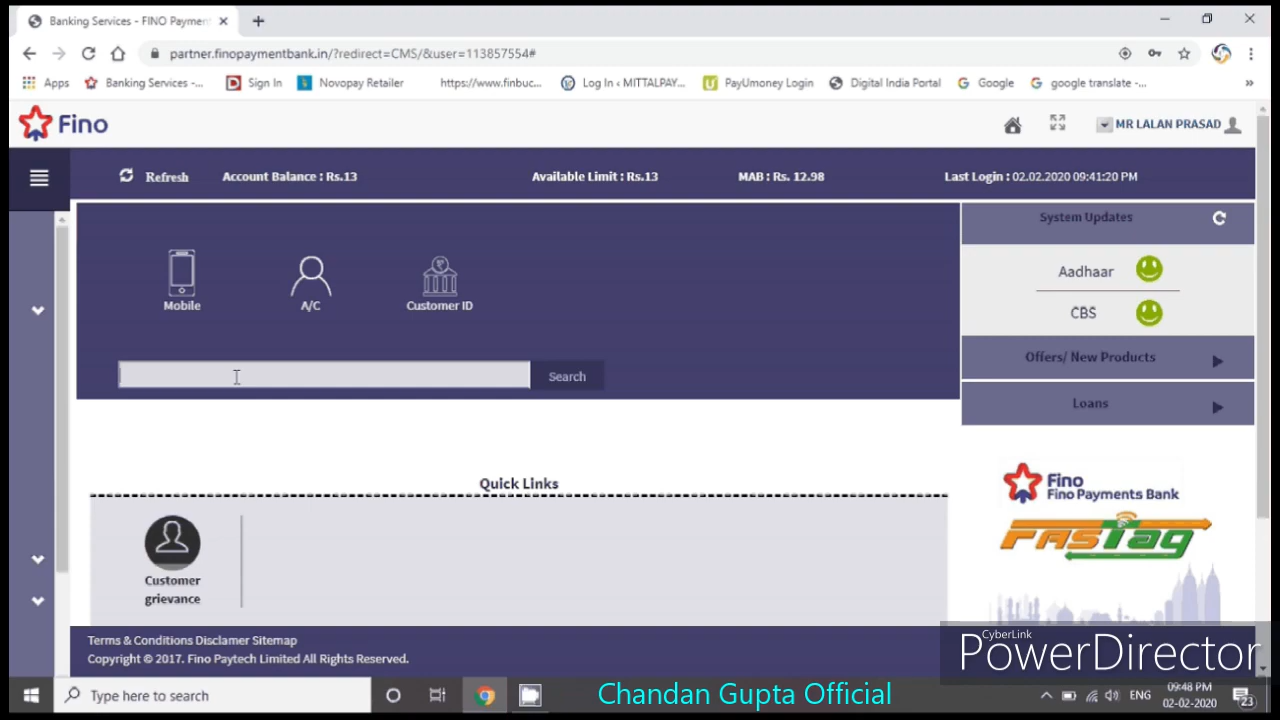 Banking Services - FINO Paymen
partner.finopaymentbank.in/?redirect=CMS/&user=113857554#
Apps Banking Services -... Sign In Novopay Retailer https://www.finbuc... Log In ‹ MITTALPAY... PayUmoney Login Digital India Portal Google google translate -... »
Fino MR LALAN PRASAD
Refresh Account Balance : Rs.13 Available Limit : Rs.13 MAB : Rs. 12.98 Last Login : 02.02.2020 09:41:20 PM
System Updates
Mobile A/C Customer ID
Aadhaar
CBS
Offers/ New Products
Search
Loans
Quick Links
Fino
Fino Payments Bank
FASTag
Customer
grievance
Terms & Conditions Disclamer Sitemap
Copyright © 2017. Fino Paytech Limited All Rights Reserved.
CyberLink
PowerDirector
Type here to search
Chandan Gupta Official
ENG 09:48 PM
02-02-2020 23